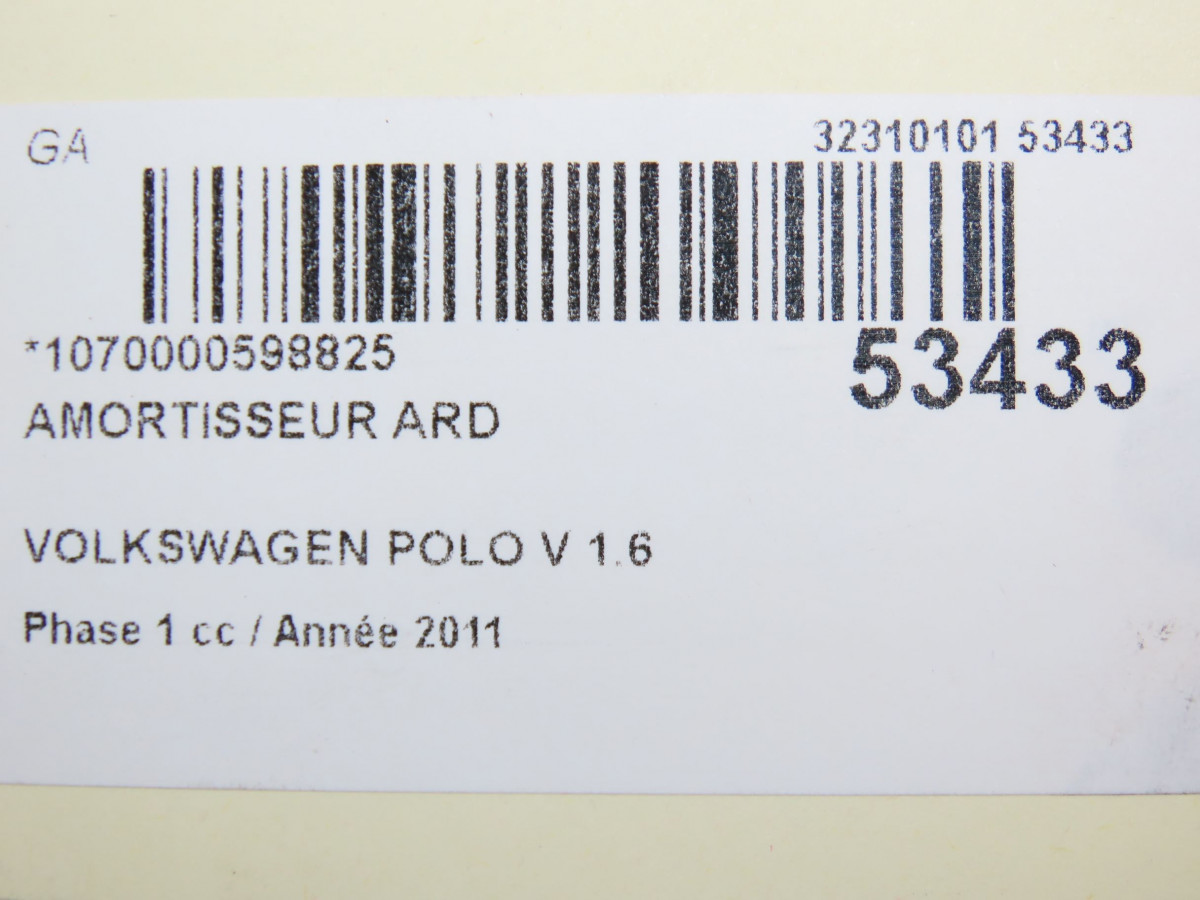 GA
32310101 53433
*1070000598825
53433
AMORTISSEUR ARD
VOLKSWAGEN POLO V 1.6
Phase 1 cc / Année 2011